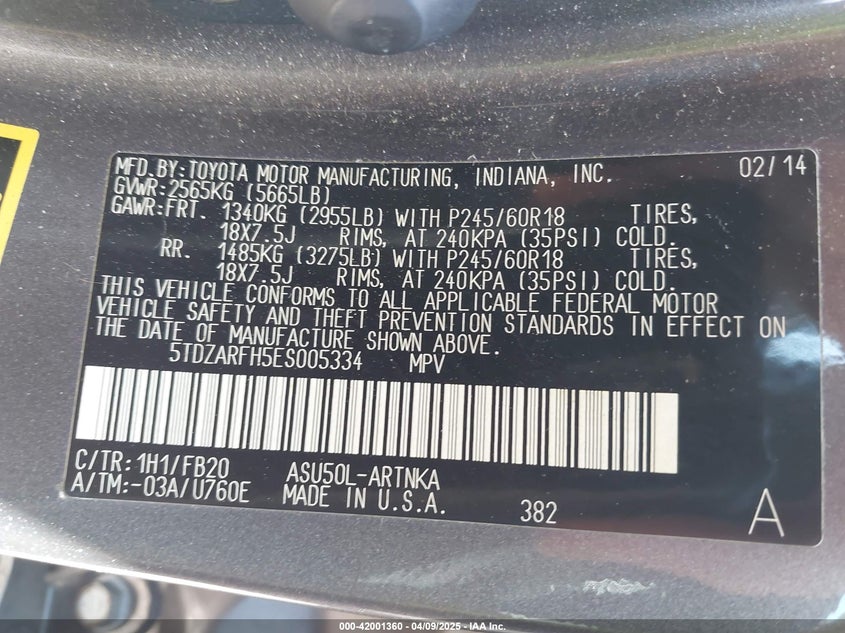 MFD.BY:TOYOTA MOTOR MANUFACTURING, INDIANA, INC. 02/14
GVWR:2565KG (5665LB)
GAWR:FRT. 1340KG (2955LB) WITH P245/60R18 TIRES,
18X7.5J RIMS, AT 240KPA (35PSI) COLD.
RR. 1485KG (3275LB) WITH P245/60R18 TIRES,
18X7.5J RIMS, AT 240KPA (35PSI) COLD.
THIS VEHICLE CONFORMS TO ALL APPLICABLE FEDERAL MOTOR
VEHICLE SAFETY AND THEFT PREVENTION STANDARDS IN EFFECT ON
THE DATE OF MANUFACTURE SHOWN ABOVE.
5TDZARFH5ES005334 MPV
C/TR:1H1/FB20 ASU50L-ARTNKA
A/TM:-03A/U760E MADE IN U.S.A. 382 A
000-42001360 - 04/09/2025 - IAA Inc.